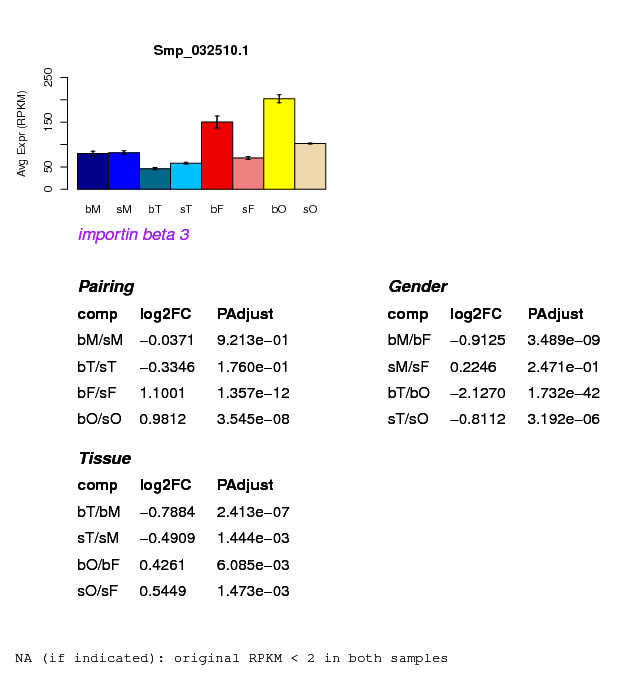 Smp_032510.1
Avg Expr (RPKM)
250
150
50
0
bM sM bT sT bF sF bO sO
importin beta 3
Pairing
comp log2FC PAdjust
bM/sM −0.0371 9.213e−01
bT/sT −0.3346 1.760e−01
bF/sF 1.1001 1.357e−12
bO/sO 0.9812 3.545e−08
Gender
comp log2FC PAdjust
bM/bF −0.9125 3.489e−09
sM/sF 0.2246 2.471e−01
bT/bO −2.1270 1.732e−42
sT/sO −0.8112 3.192e−06
Tissue
comp log2FC PAdjust
bT/bM −0.7884 2.413e−07
sT/sM −0.4909 1.444e−03
bO/bF 0.4261 6.085e−03
sO/sF 0.5449 1.473e−03
NA (if indicated): original RPKM < 2 in both samples